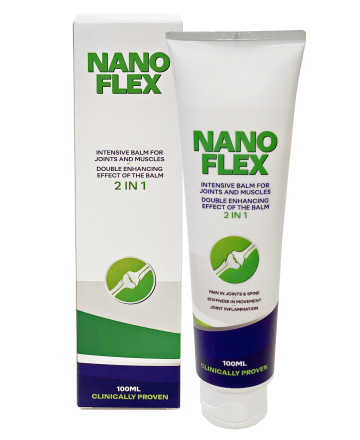 NANO
FLEX
INTENSIVE BALM FOR
JOINTS AND MUSCLES
DOUBLE ENHANCING
EFFECT OF THE BALM
2 IN 1
100ML
CLINICALLY PROVEN
NANO
FLEX
INTENSIVE BALM FOR
JOINTS AND MUSCLES
DOUBLE ENHANCING
EFFECT OF THE BALM
2 IN 1
PAIN IN JOINTS & SPINE
STIFFNESS IN MOVEMENT
JOINT INFLAMMATION
100ML
CLINICALLY PROVEN